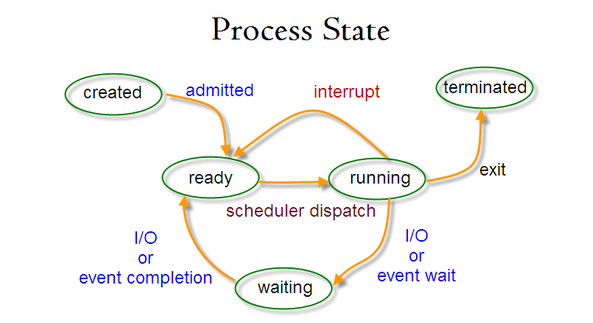 Process State
created
admitted
interrupt
terminated
ready
running
exit
scheduler dispatch
I/O
or
event completion
I/O
or
event wait
waiting